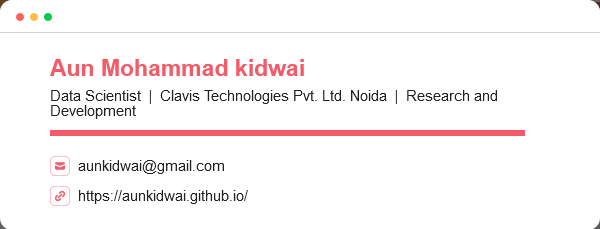 Aun Mohammad kidwai
Data Scientist | Clavis Technologies Pvt. Ltd. Noida | Research and
Development
aunkidwai@gmail.com
https://aunkidwai.github.io/